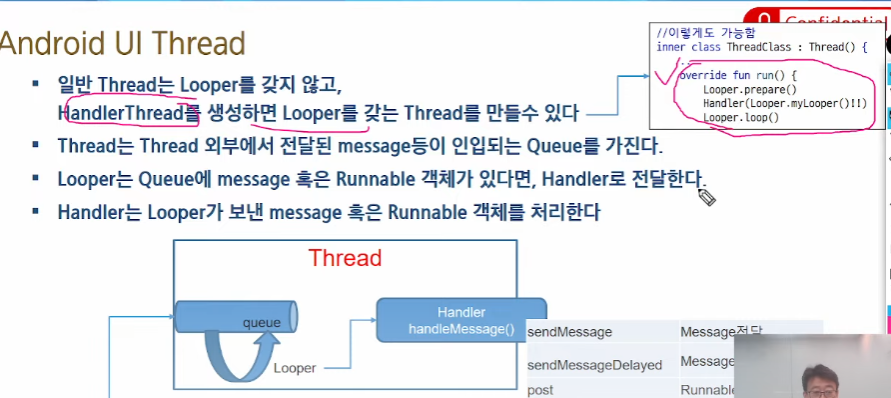 Confidential
Android UI Thread
//이렇게도 가능함
inner class ThreadClass : Thread() {
override fun run() {
Looper.prepare()
Handler(Looper.myLooper()!!)
Looper.loop()
일반 Thread는 Looper를 갖지 않고,
HandlerThread를 생성하면 Looper를 갖는 Thread를 만들수 있다
Thread는 Thread 외부에서 전달된 message등이 인입되는 Queue를 가진다.
Looper는 Queue에 message 혹은 Runnable 객체가 있다면, Handler로 전달한다.
Handler는 Looper가 보낸 message 혹은 Runnable 객체를 처리한다
Thread
queue
Looper
Handler
handleMessage()
sendMessage Message전달
sendMessageDelayed Message
post Runnable